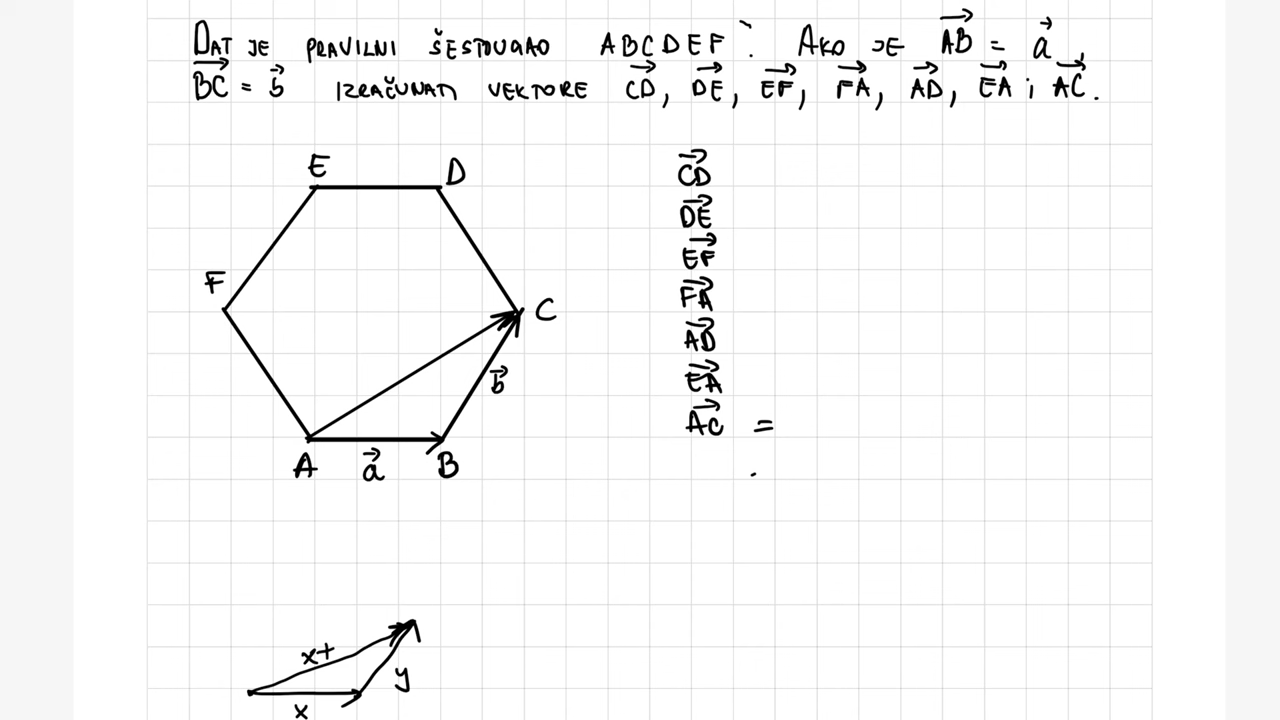 DAT JE PRAVILNI ŠESTOUGAO ABCDEF. AKO JE AB = a,
BC = b IZRAČUNATI VEKTORE CD, DE, EF, FA, AD, EA i AC.
E D
F C
b
A a B
CD
DE
EF
FA
AD
EA
AC =
x+
y
x